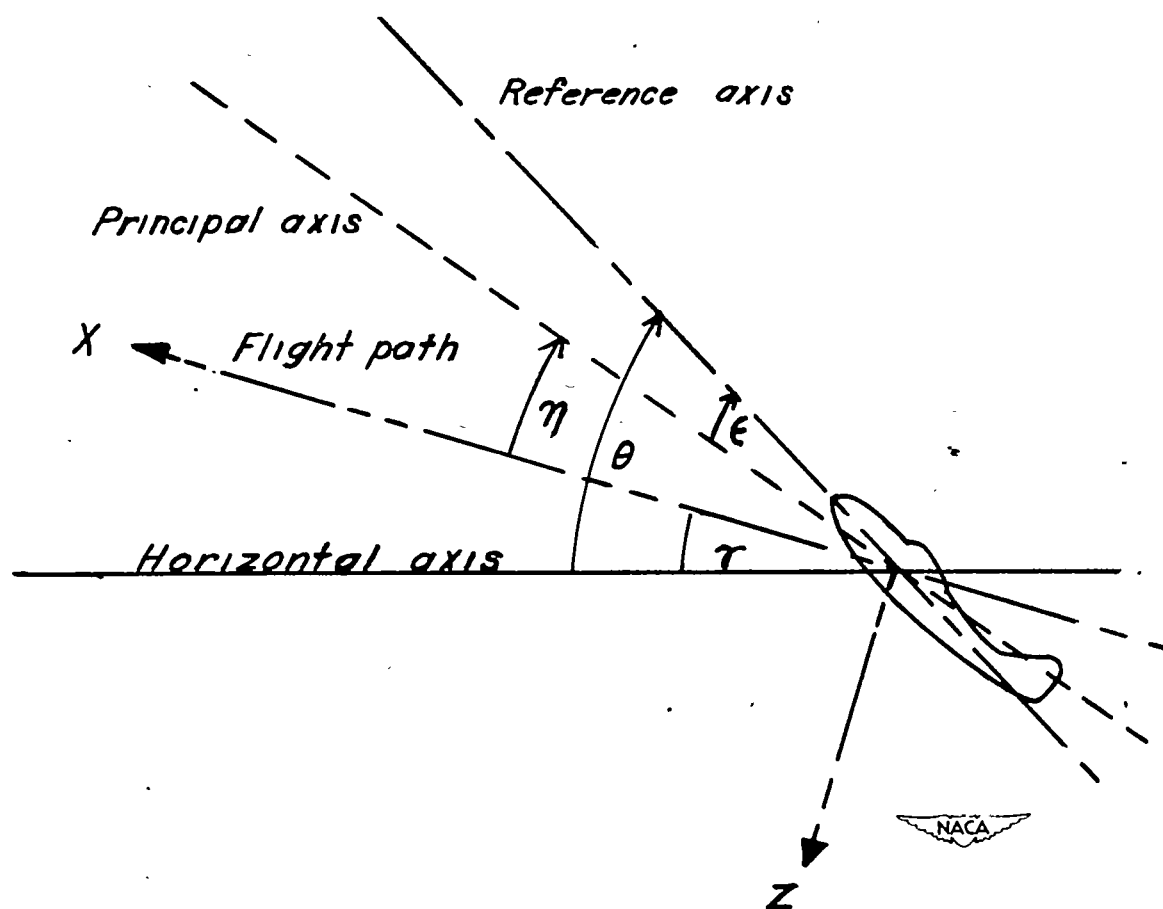 Reference axis
Principal axis
X
Flight path
η
ϵ
θ
Horizontal axis
γ
NACA
Z